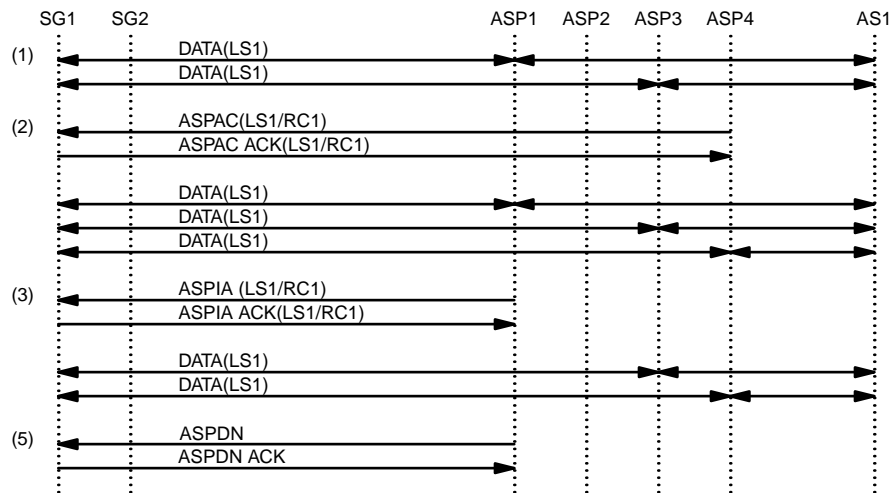 SG1 SG2 ASP1 ASP2 ASP3 ASP4 AS1
(1) DATA(LS1)
DATA(LS1)
(2) ASPAC(LS1/RC1)
ASPAC ACK(LS1/RC1)
DATA(LS1)
DATA(LS1)
DATA(LS1)
(3) ASPIA (LS1/RC1)
ASPIA ACK(LS1/RC1)
DATA(LS1)
DATA(LS1)
(5) ASPDN
ASPDN ACK